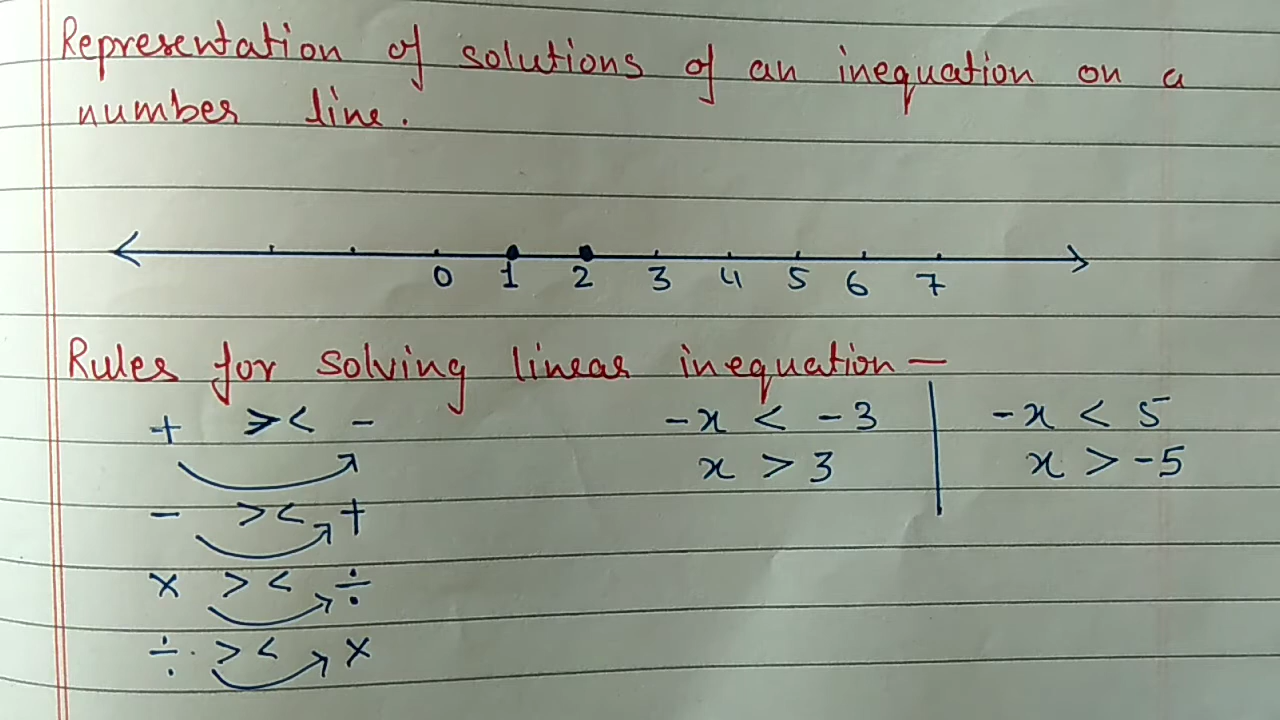 Representation of solutions of an inequation on a
number line.
0 1 2 3 4 5 6 7
Rules for solving linear inequation —
+ > < - -x < -3 -x < 5
x > 3 x > -5
- > < +
× > < ÷
÷ > < ×